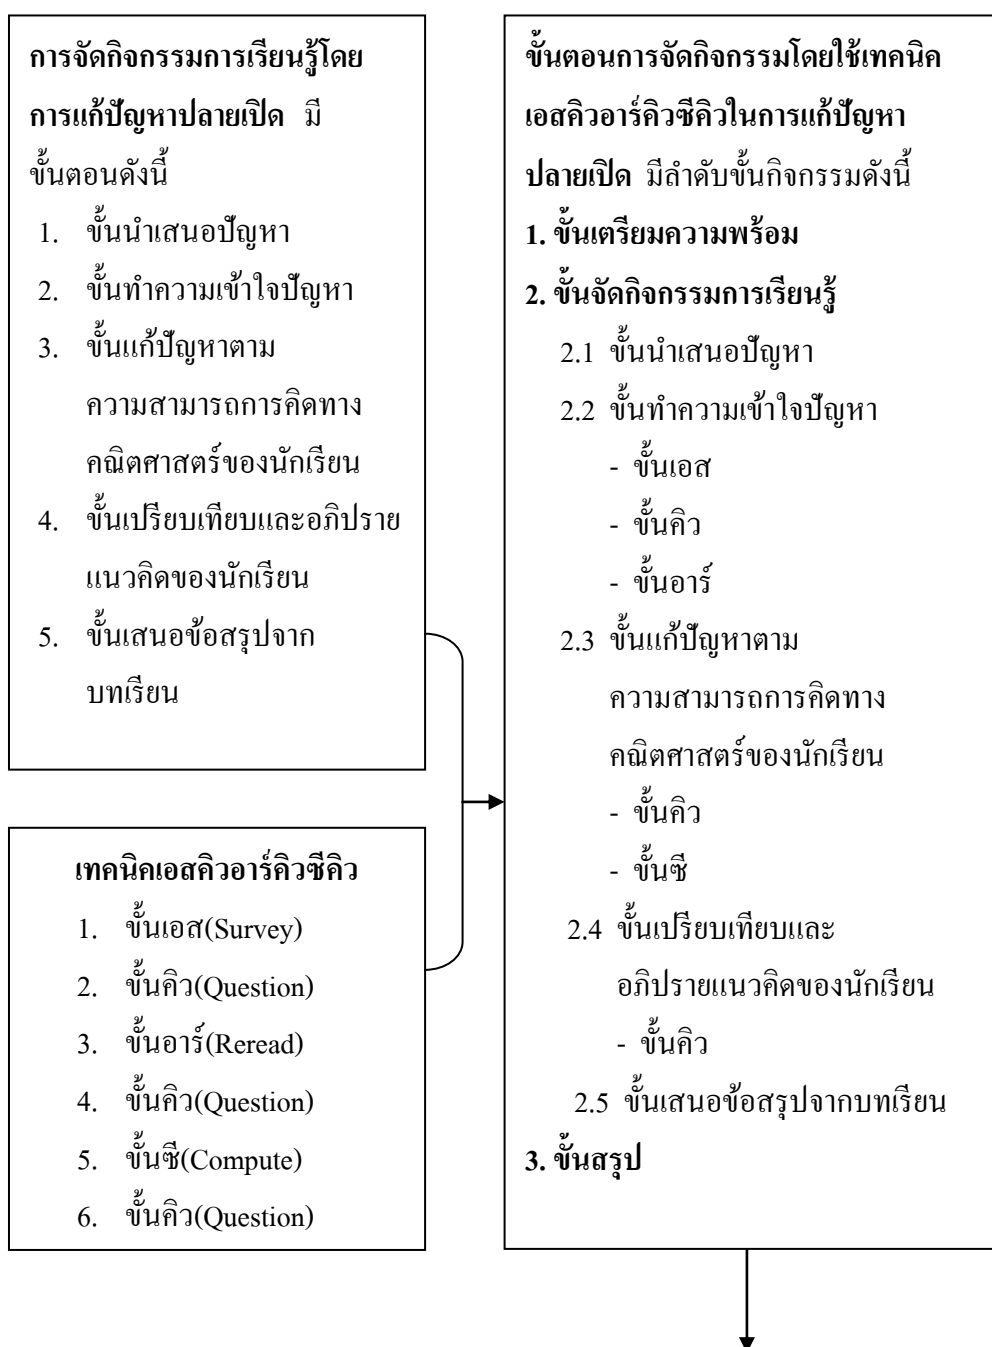 การจัดกิจกรรมการเรียนรู้โดย
การแก้ปัญหาปลายเปิด มี
ขั้นตอนดังนี้
1. ขั้นนำเสนอปัญหา
2. ขั้นทำความเข้าใจปัญหา
3. ขั้นแก้ปัญหาตาม
ความสามารถการคิดทาง
คณิตศาสตร์ของนักเรียน
4. ขั้นเปรียบเทียบและอภิปราย
แนวคิดของนักเรียน
5. ขั้นเสนอข้อสรุปจาก
บทเรียน
เทคนิคเอสคิวอาร์คิวซีคิว
1. ขั้นเอส(Survey)
2. ขั้นคิว(Question)
3. ขั้นอาร์(Reread)
4. ขั้นคิว(Question)
5. ขั้นซี(Compute)
6. ขั้นคิว(Question)
ขั้นตอนการจัดกิจกรรมโดยใช้เทคนิค
เอสคิวอาร์คิวซีคิวในการแก้ปัญหา
ปลายเปิด มีลำดับขั้นกิจกรรมดังนี้
1. ขั้นเตรียมความพร้อม
2. ขั้นจัดกิจกรรมการเรียนรู้
2.1 ขั้นนำเสนอปัญหา
2.2 ขั้นทำความเข้าใจปัญหา
- ขั้นเอส
- ขั้นคิว
- ขั้นอาร์
2.3 ขั้นแก้ปัญหาตาม
ความสามารถการคิดทาง
คณิตศาสตร์ของนักเรียน
- ขั้นคิว
- ขั้นซี
2.4 ขั้นเปรียบเทียบและ
อภิปรายแนวคิดของนักเรียน
- ขั้นคิว
2.5 ขั้นเสนอข้อสรุปจากบทเรียน
3. ขั้นสรุป